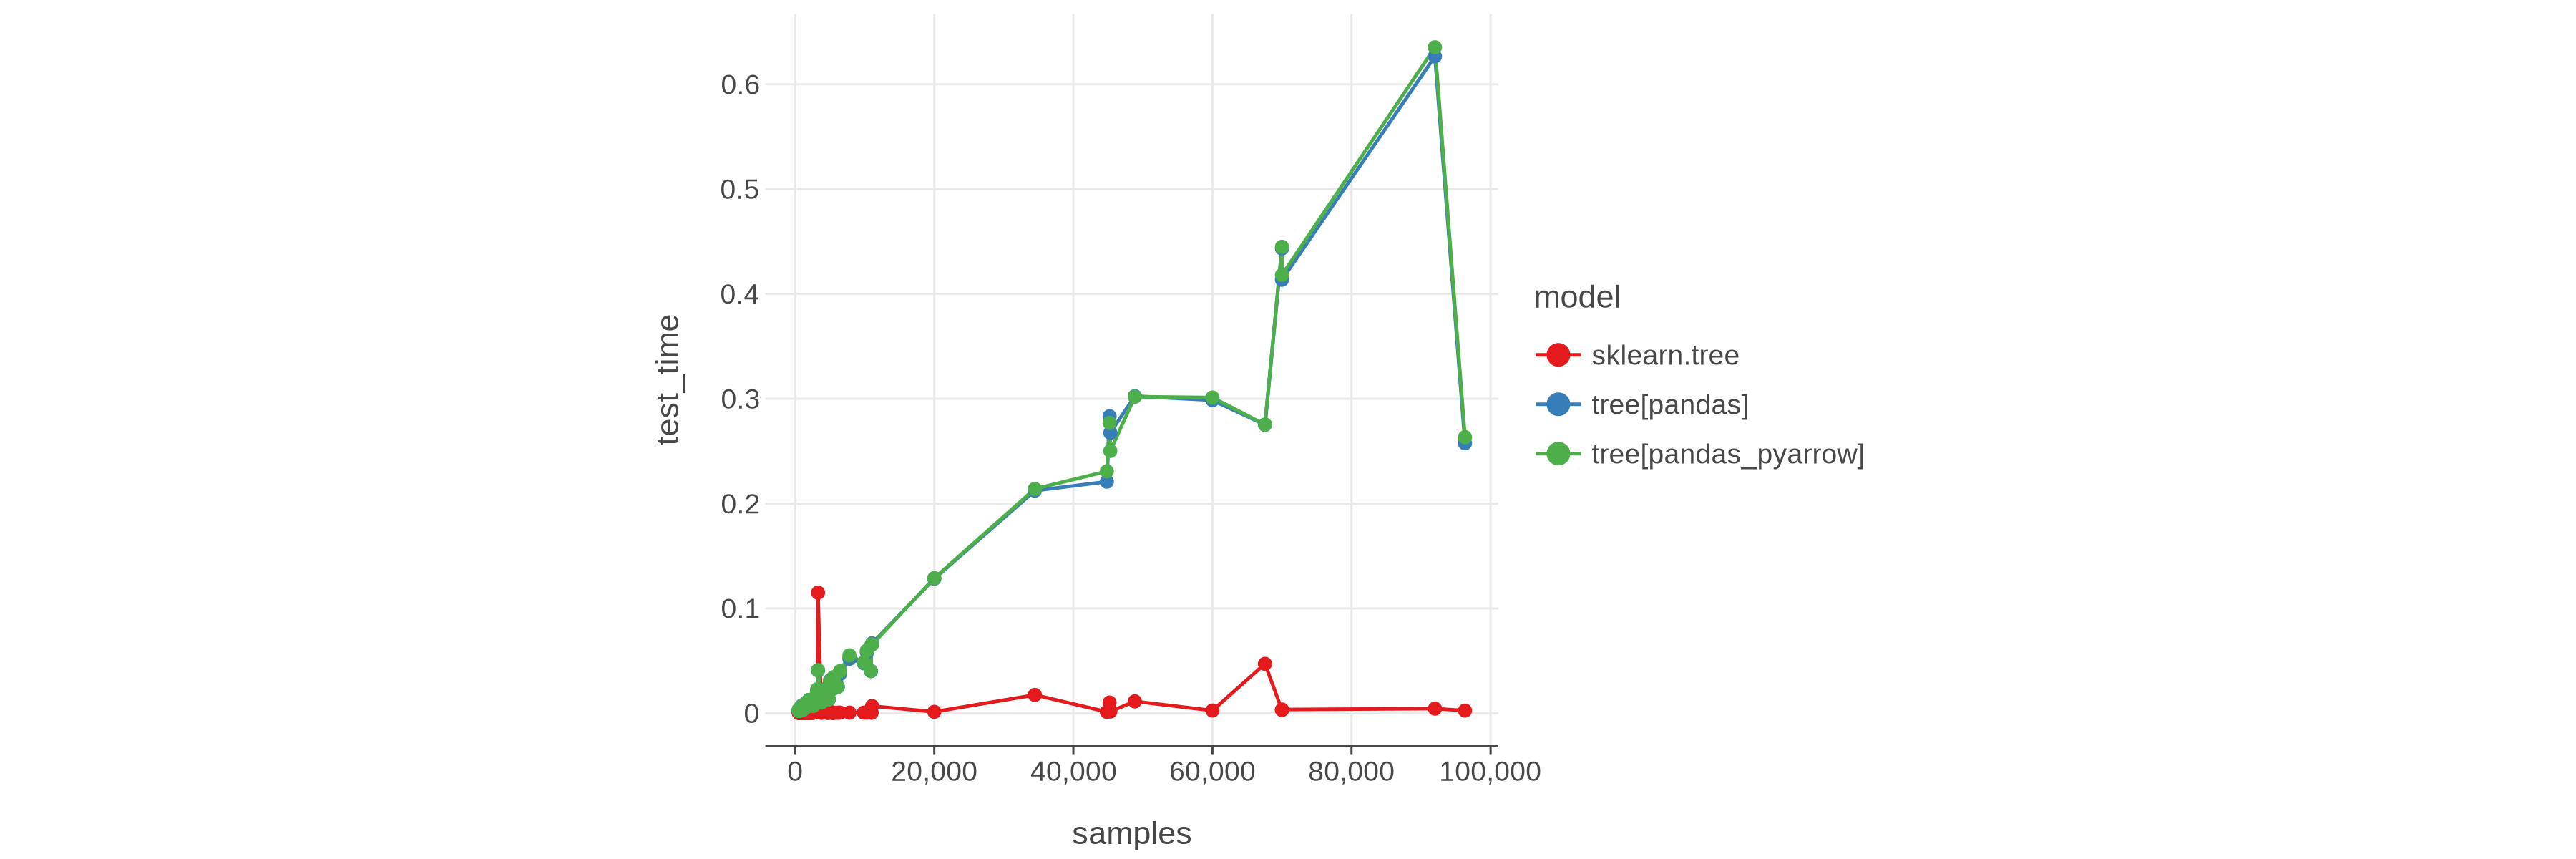 0.6
0.5
0.4
0.3
0.2
0.1
0
test_time
0 20,000 40,000 60,000 80,000 100,000
samples
model
sklearn.tree
tree[pandas]
tree[pandas_pyarrow]